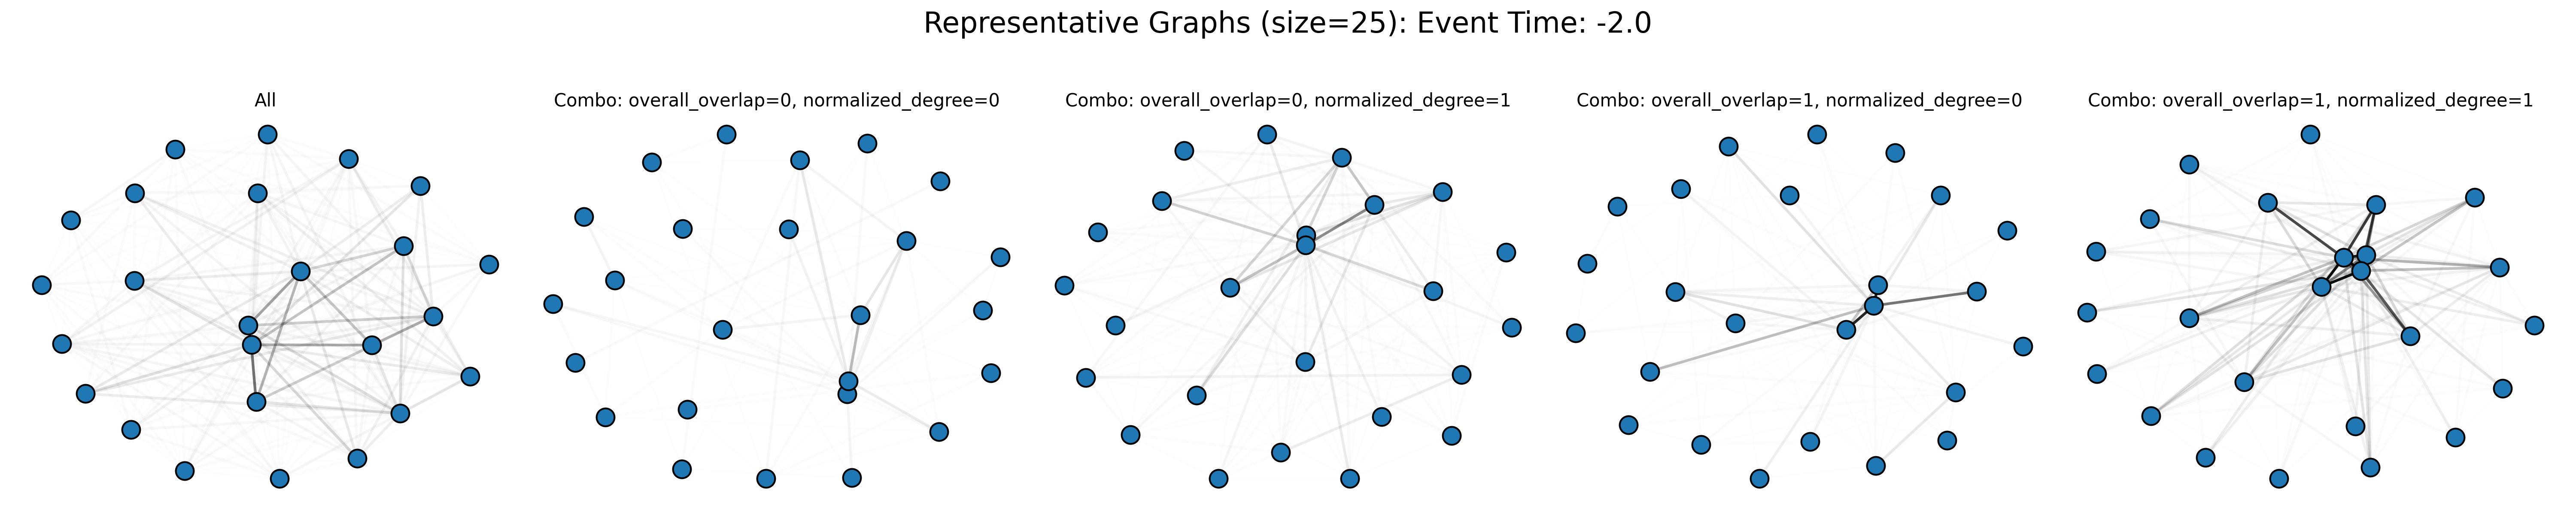 Representative Graphs (size=25): Event Time: -2.0
All
Combo: overall_overlap=0, normalized_degree=0
Combo: overall_overlap=0, normalized_degree=1
Combo: overall_overlap=1, normalized_degree=0
Combo: overall_overlap=1, normalized_degree=1